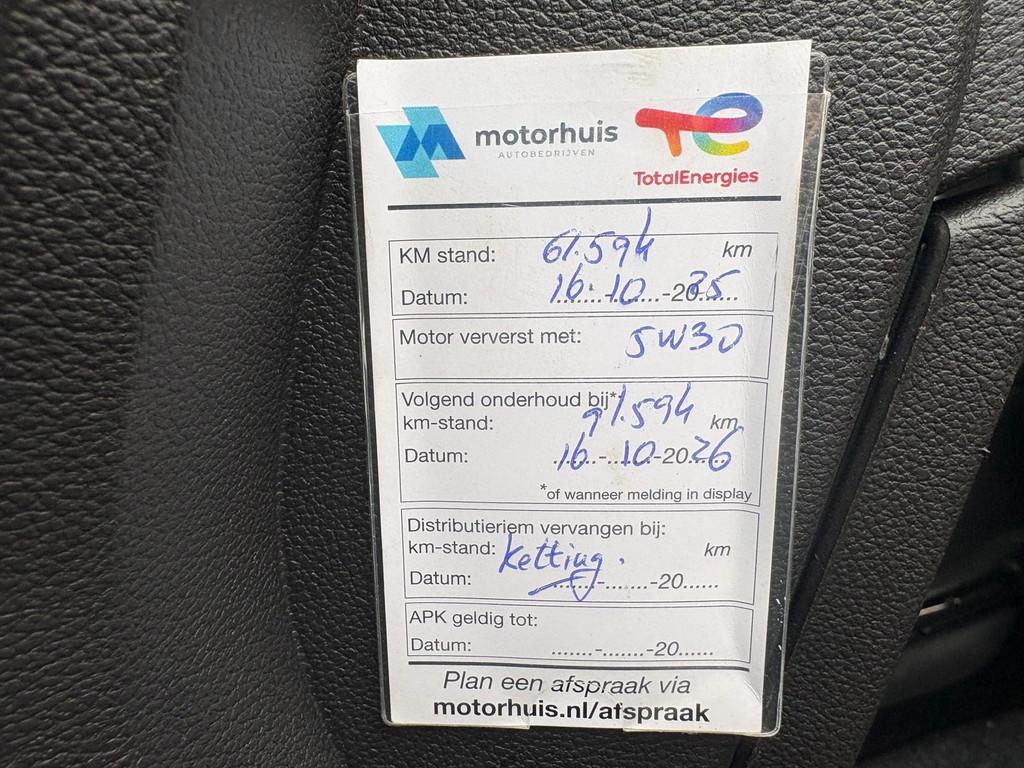 motorhuis
AUTOBEDRIJVEN
TotalEnergies
KM stand: 61.594 km
Datum: 16.-10.-2025
Motor ververst met: 5W30
Volgend onderhoud bij*
km-stand: 91.594 km
Datum: .16..-.10.-2026
*of wanneer melding in display
Distributieriem vervangen bij:
km-stand: Ketting. km
Datum: .......-.......-20......
APK geldig tot:
Datum: .......-.......-20......
Plan een afspraak via
motorhuis.nl/afspraak